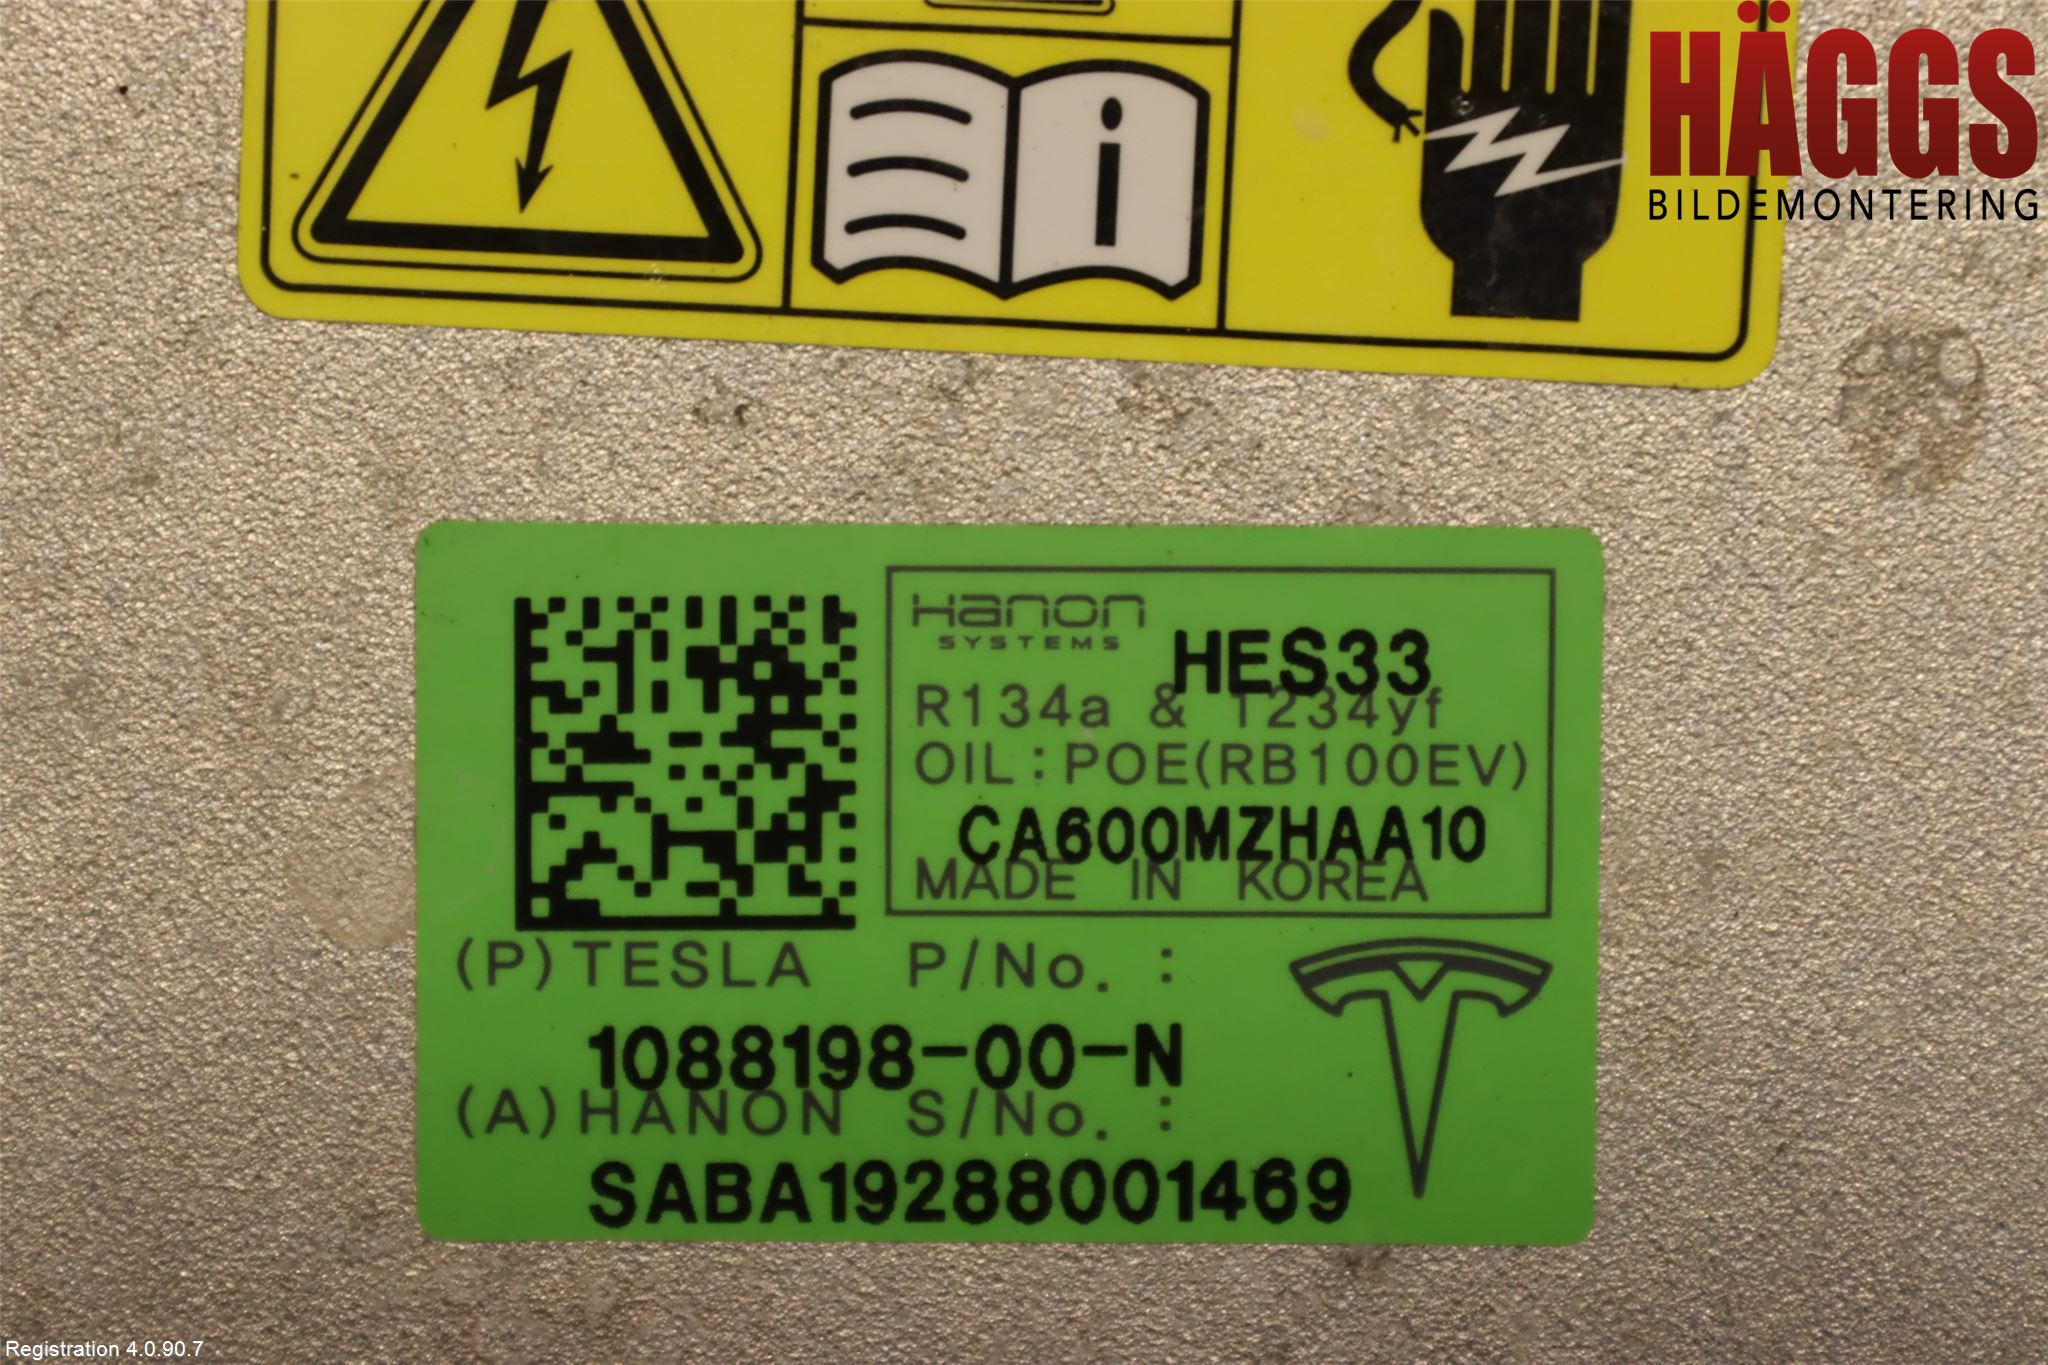 HÄGGS
BILDEMONTERING
i
Hanon
SYSTEMS
HES33
R134a & 1234yf
OIL:POE(RB100EV)
CA600MZHAA10
MADE IN KOREA
(P)TESLA P/No. :
1088198-00-N
(A)HANON S/No. :
SABA19288001469
Registration 4.0.90.7